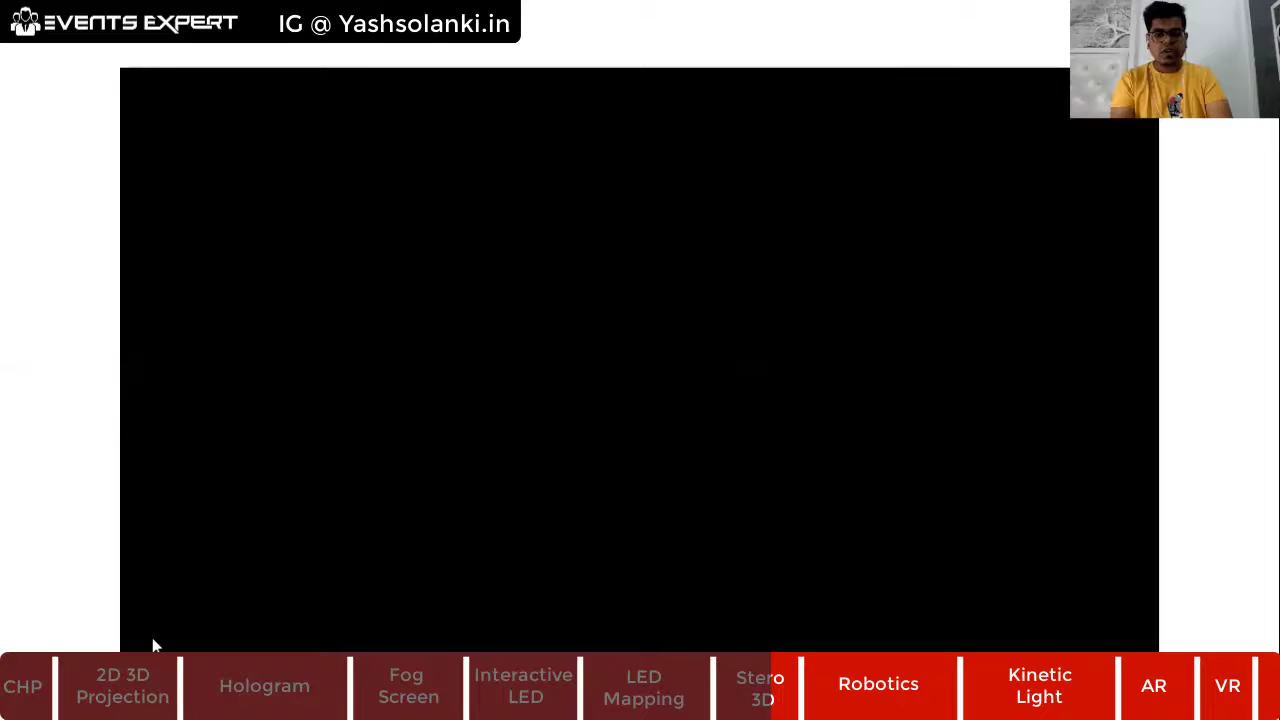 EVENTS EXPERT
IG @ Yashsolanki.in
CHP
2D 3D
Projection
Hologram
Fog
Screen
Interactive
LED
LED
Mapping
Stero
3D
Robotics
Kinetic
Light
AR
VR